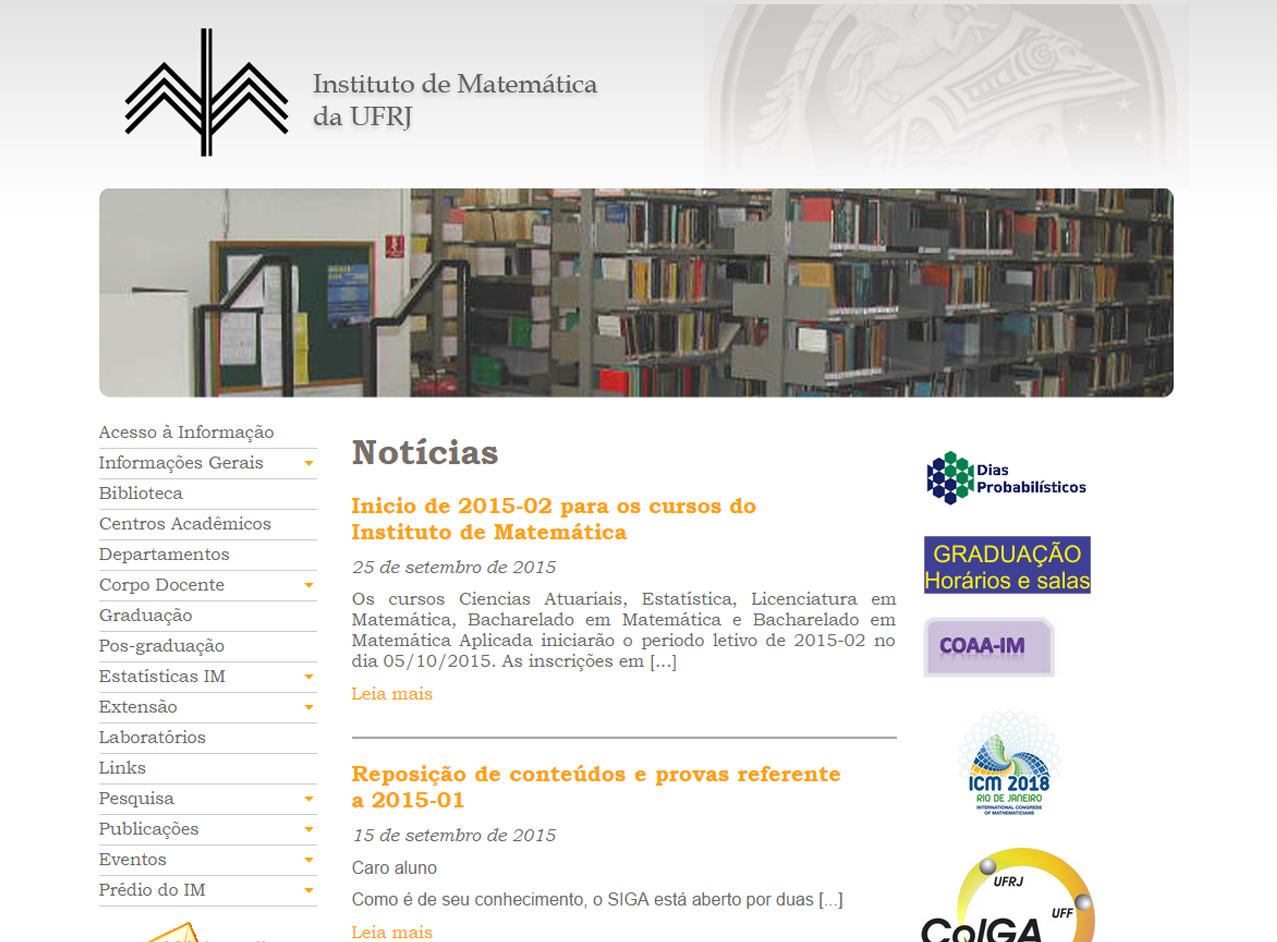 Instituto de Matemática
da UFRJ
Acesso à Informação
Informações Gerais
Biblioteca
Centros Acadêmicos
Departamentos
Corpo Docente
Graduação
Pos-graduação
Estatísticas IM
Extensão
Laboratórios
Links
Pesquisa
Publicações
Eventos
Prédio do IM
Notícias
Inicio de 2015-02 para os cursos do
Instituto de Matemática
25 de setembro de 2015
Os cursos Ciencias Atuariais, Estatística, Licenciatura em
Matemática, Bacharelado em Matemática e Bacharelado em
Matemática Aplicada iniciarão o periodo letivo de 2015-02 no
dia 05/10/2015. As inscrições em [...]
Leia mais
Reposição de conteúdos e provas referente
a 2015-01
15 de setembro de 2015
Caro aluno
Como é de seu conhecimento, o SIGA está aberto por duas [...]
Leia mais
Dias
Probabilísticos
GRADUAÇÃO
Horários e salas
COAA-IM
ICM 2018
RIO DE JANEIRO
INTERNATIONAL CONGRESS
OF MATHEMATICIANS
UFRJ
UFF
ColGA